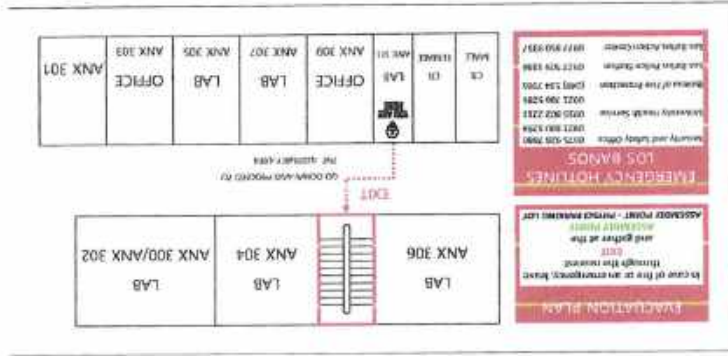 EVACUATION PLAN
In case of fire or an emergency, leave
through the nearest
EXIT
and gather at the
ASSEMBLY POINT
ASSEMBLY POINT - PHYSICS PARKING LOT
EMERGENCY HOTLINES
LOS BANOS
Security and Safety Office
University Health Service
Bureau of Fire Protection
Los Baños Police Station
Los Baños Action Center
LAB
ANX 306
LAB
ANX 304
LAB
ANX 300/ANX 302
EXIT
GO DOWN AND PROCEED TO
THE ASSEMBLY AREA
CR
MALE
CR
FEMALE
YOU ARE
HERE
LAB
ANX 311
OFFICE
ANX 309
LAB
ANX 307
LAB
ANX 305
OFFICE
ANX 303
ANX 301